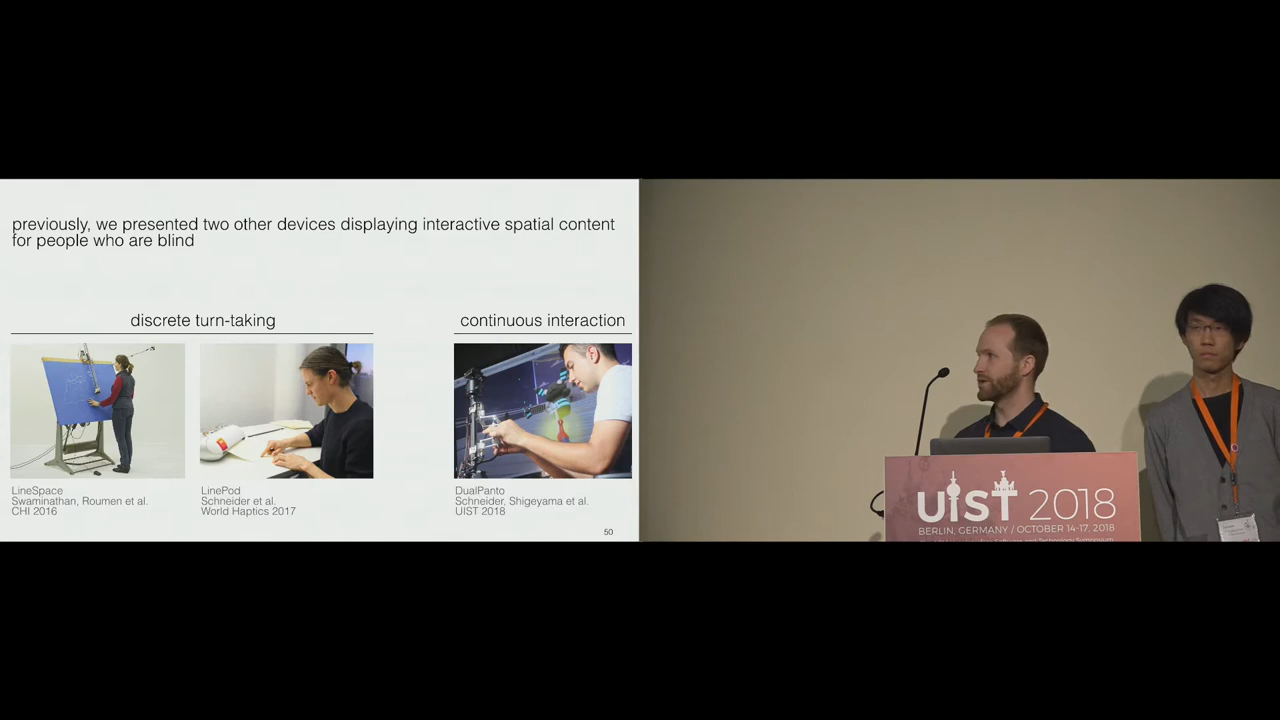 previously, we presented two other devices displaying interactive spatial content
for people who are blind
discrete turn-taking
continuous interaction
LineSpace
Swaminathan, Roumen et al.
CHI 2016
LinePod
Schneider et al.
World Haptics 2017
DualPanto
Schneider, Shigeyama et al.
UIST 2018
50
UIST 2018
BERLIN, GERMANY / OCTOBER 14-17, 2018